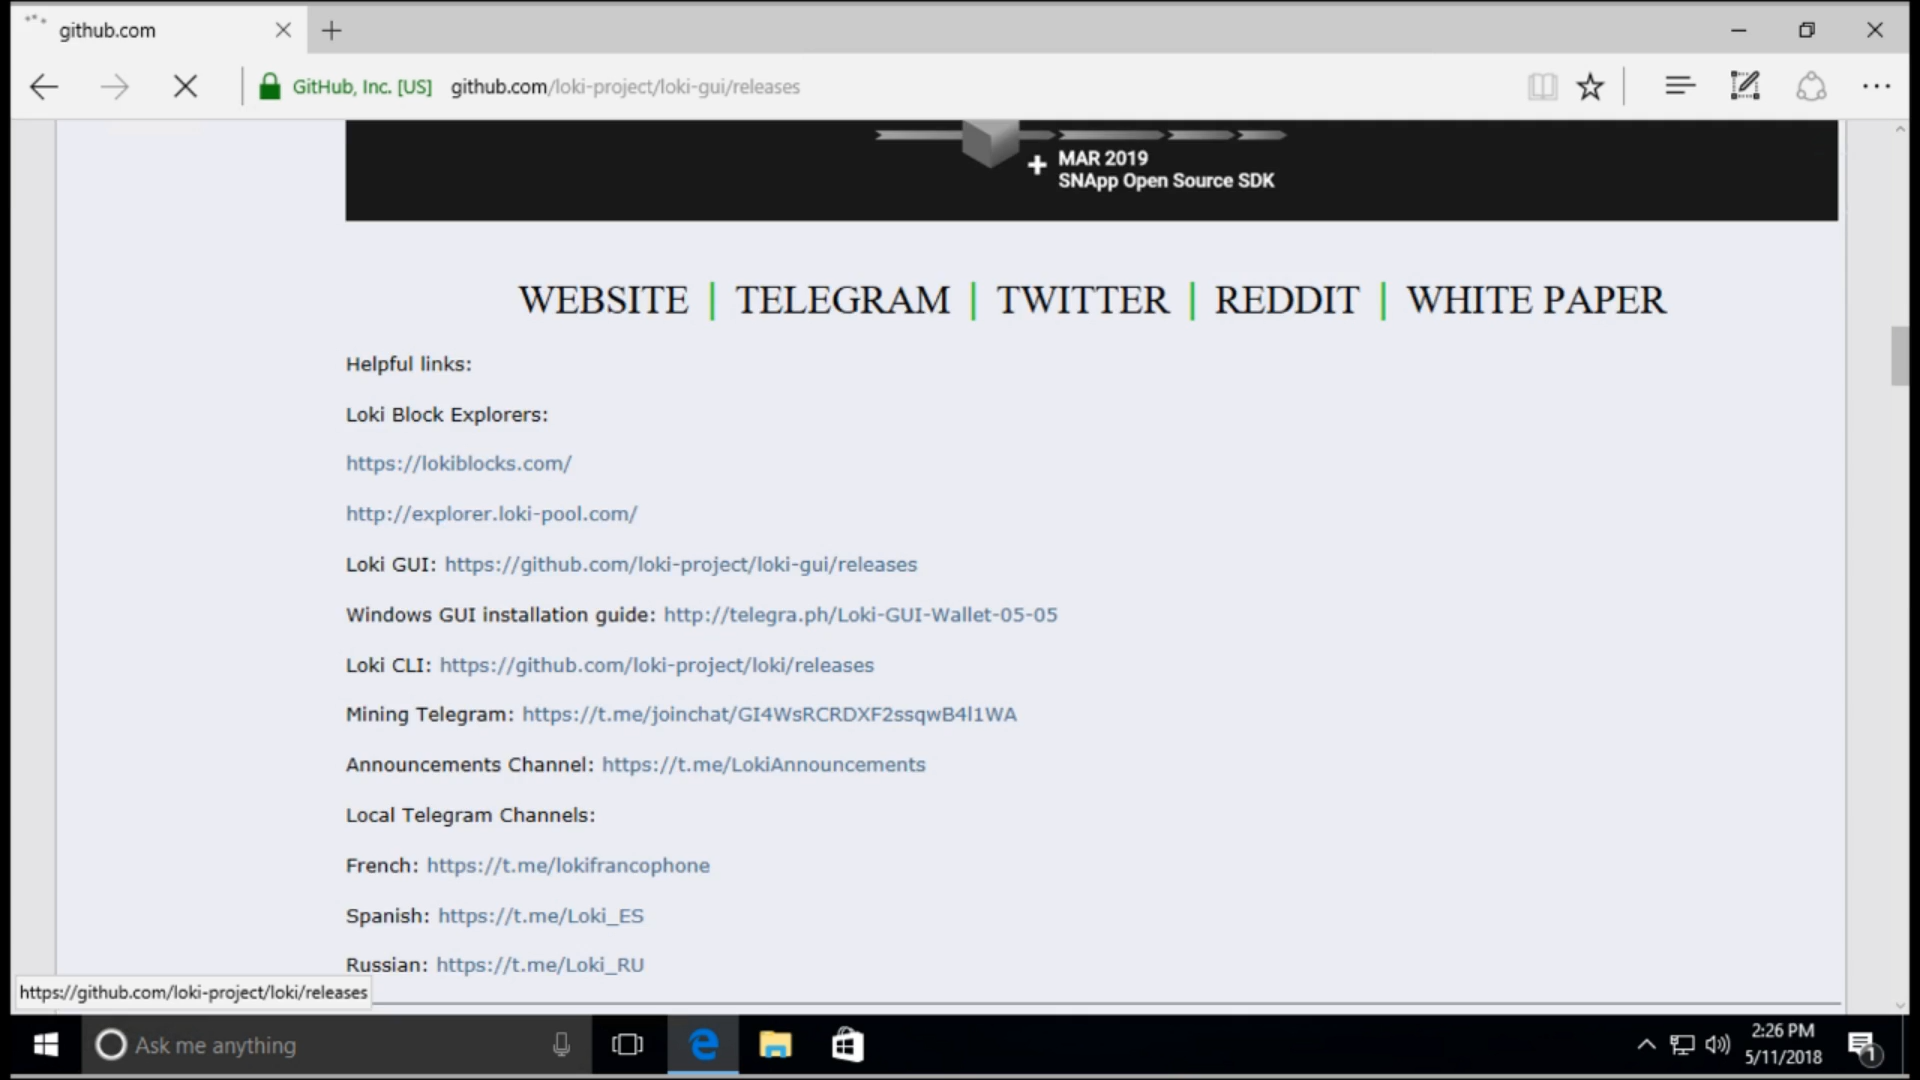 github.com
GitHub, Inc. [US] github.com/loki-project/loki-gui/releases
MAR 2019
SNApp Open Source SDK
WEBSITE | TELEGRAM | TWITTER | REDDIT | WHITE PAPER
Helpful links:
Loki Block Explorers:
https://lokiblocks.com/
http://explorer.loki-pool.com/
Loki GUI: https://github.com/loki-project/loki-gui/releases
Windows GUI installation guide: http://telegra.ph/Loki-GUI-Wallet-05-05
Loki CLI: https://github.com/loki-project/loki/releases
Mining Telegram: https://t.me/joinchat/GI4WsRCRDXF2ssqwB4l1WA
Announcements Channel: https://t.me/LokiAnnouncements
Local Telegram Channels:
French: https://t.me/lokifrancophone
Spanish: https://t.me/Loki_ES
Russian: https://t.me/Loki_RU
https://github.com/loki-project/loki/releases
Ask me anything
2:26 PM
5/11/2018
1